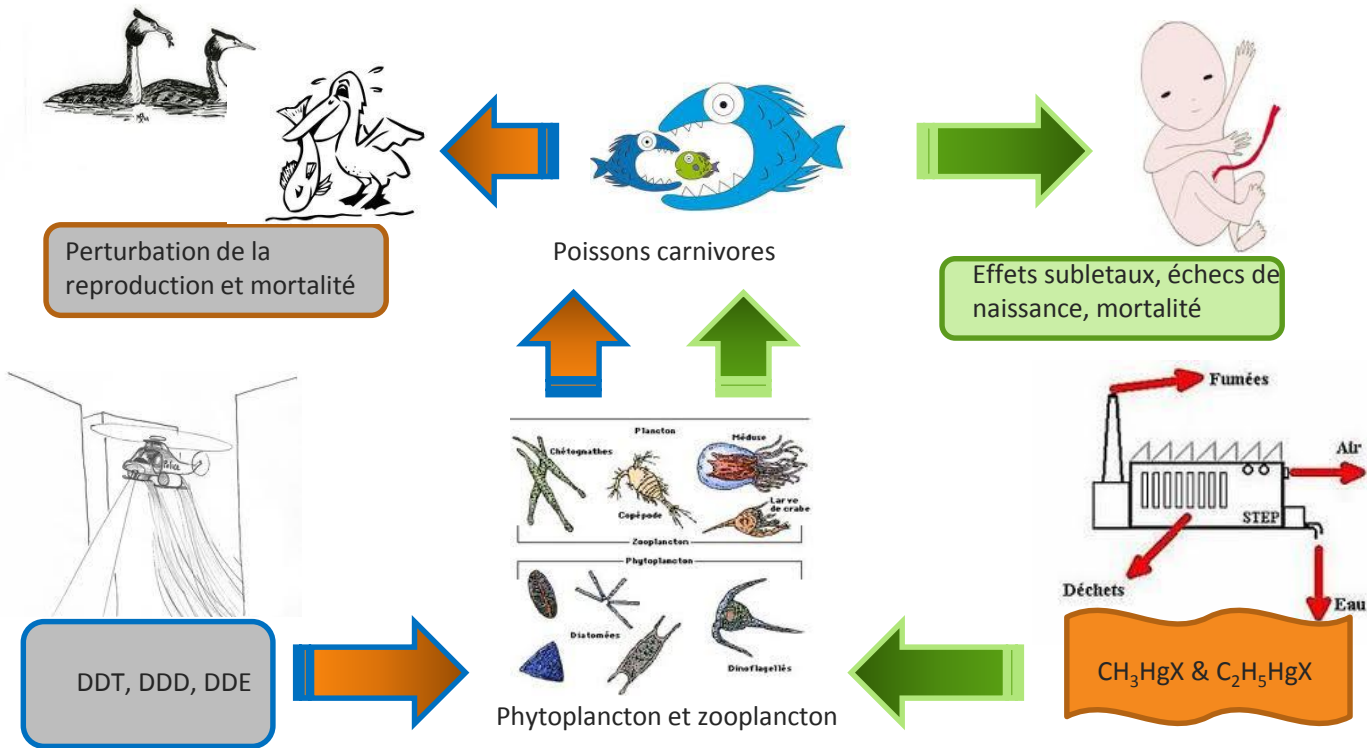 Perturbation de la
reproduction et mortalité
Poissons carnivores
Effets subletaux, échecs de
naissance, mortalité
Police
Plancton
Chétognathes
Méduse
Copépode
Larve
de crabe
Zooplancton
Phytoplancton
Diatomées
Dinoflagellés
Fumées
Air
STEP
Déchets
Eau
DDT, DDD, DDE
Phytoplancton et zooplancton
CH₃HgX & C₂H₅HgX